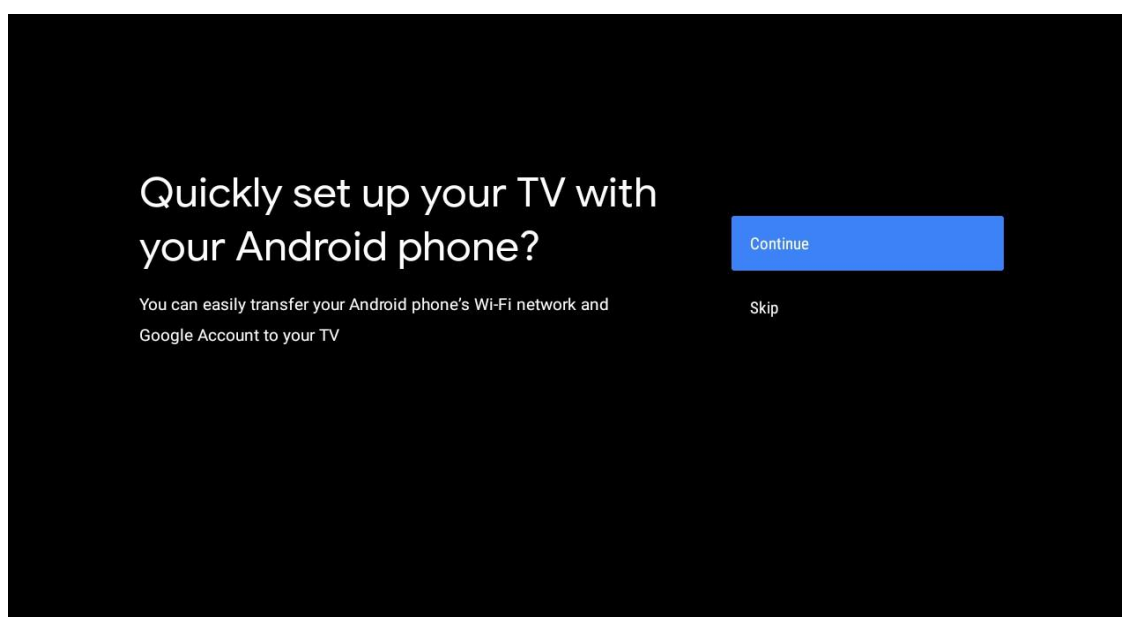 Quickly set up your TV with
your Android phone?
You can easily transfer your Android phone’s Wi-Fi network and
Google Account to your TV
Continue
Skip